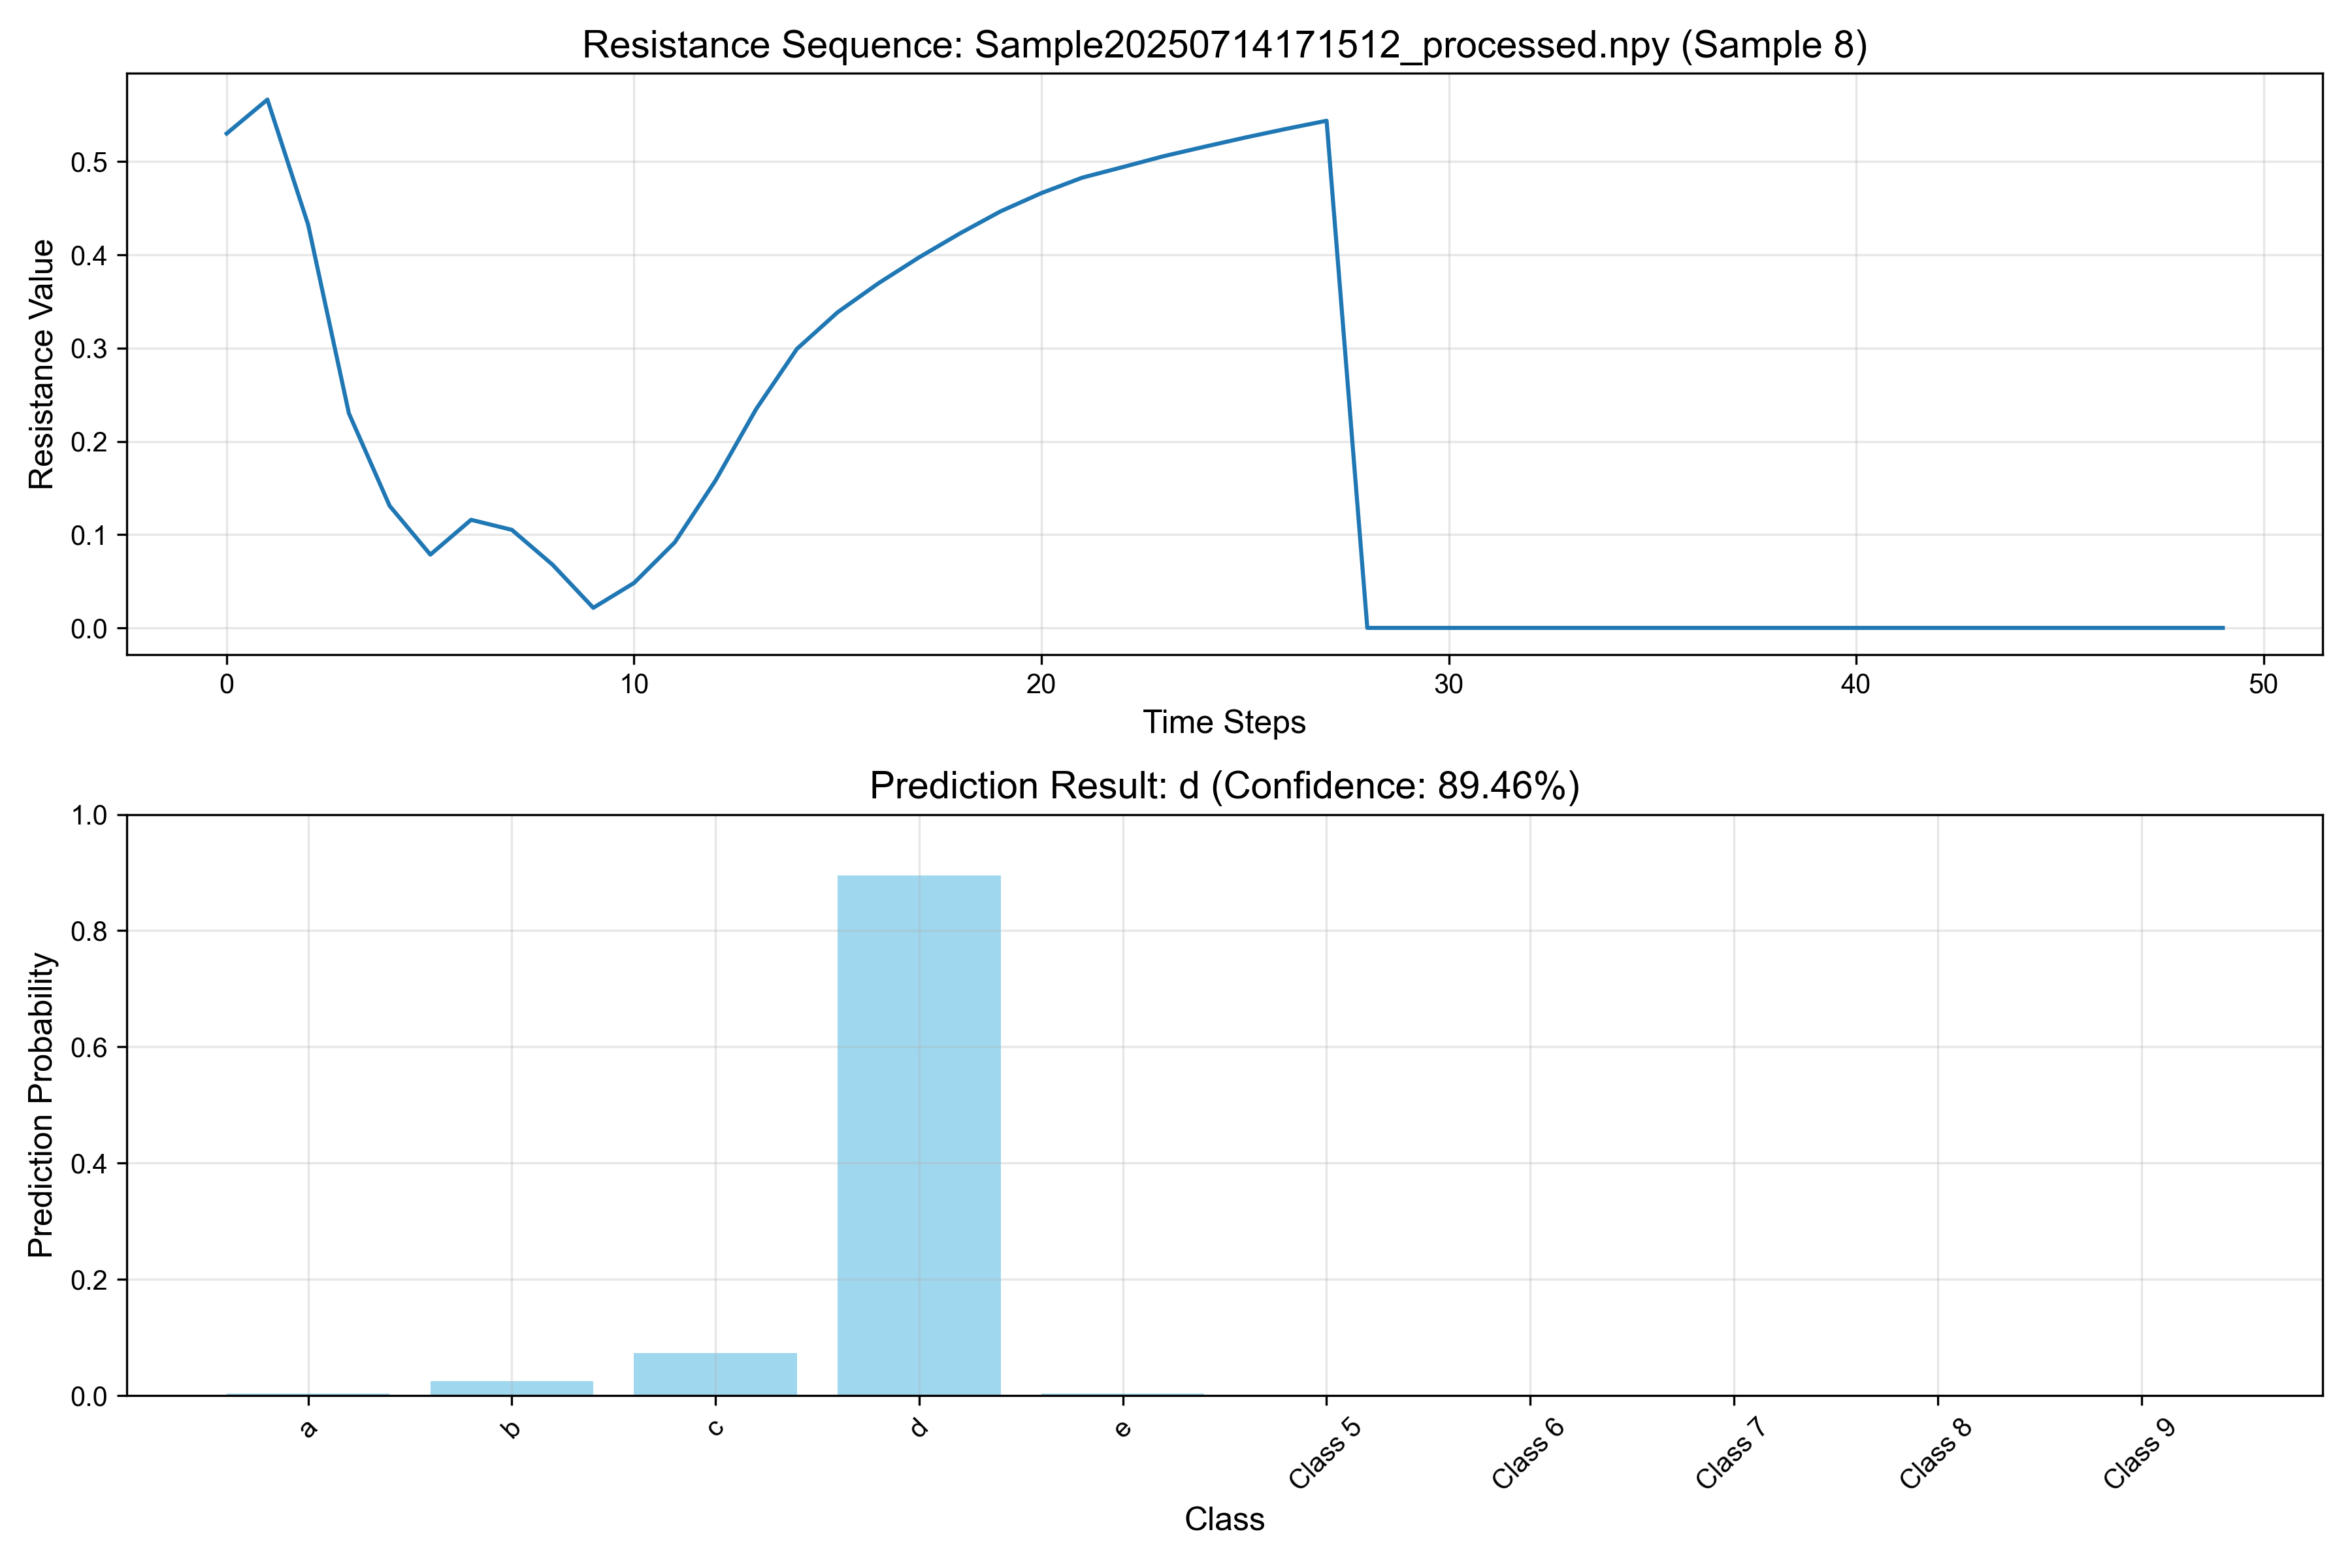 Resistance Sequence: Sample20250714171512_processed.npy (Sample 8)
Resistance Value
0.5
0.4
0.3
0.2
0.1
0.0
0 10 20 30 40 50
Time Steps
Prediction Result: d (Confidence: 89.46%)
Prediction Probability
1.0
0.8
0.6
0.4
0.2
0.0
a b c d e Class 5 Class 6 Class 7 Class 8 Class 9
Class